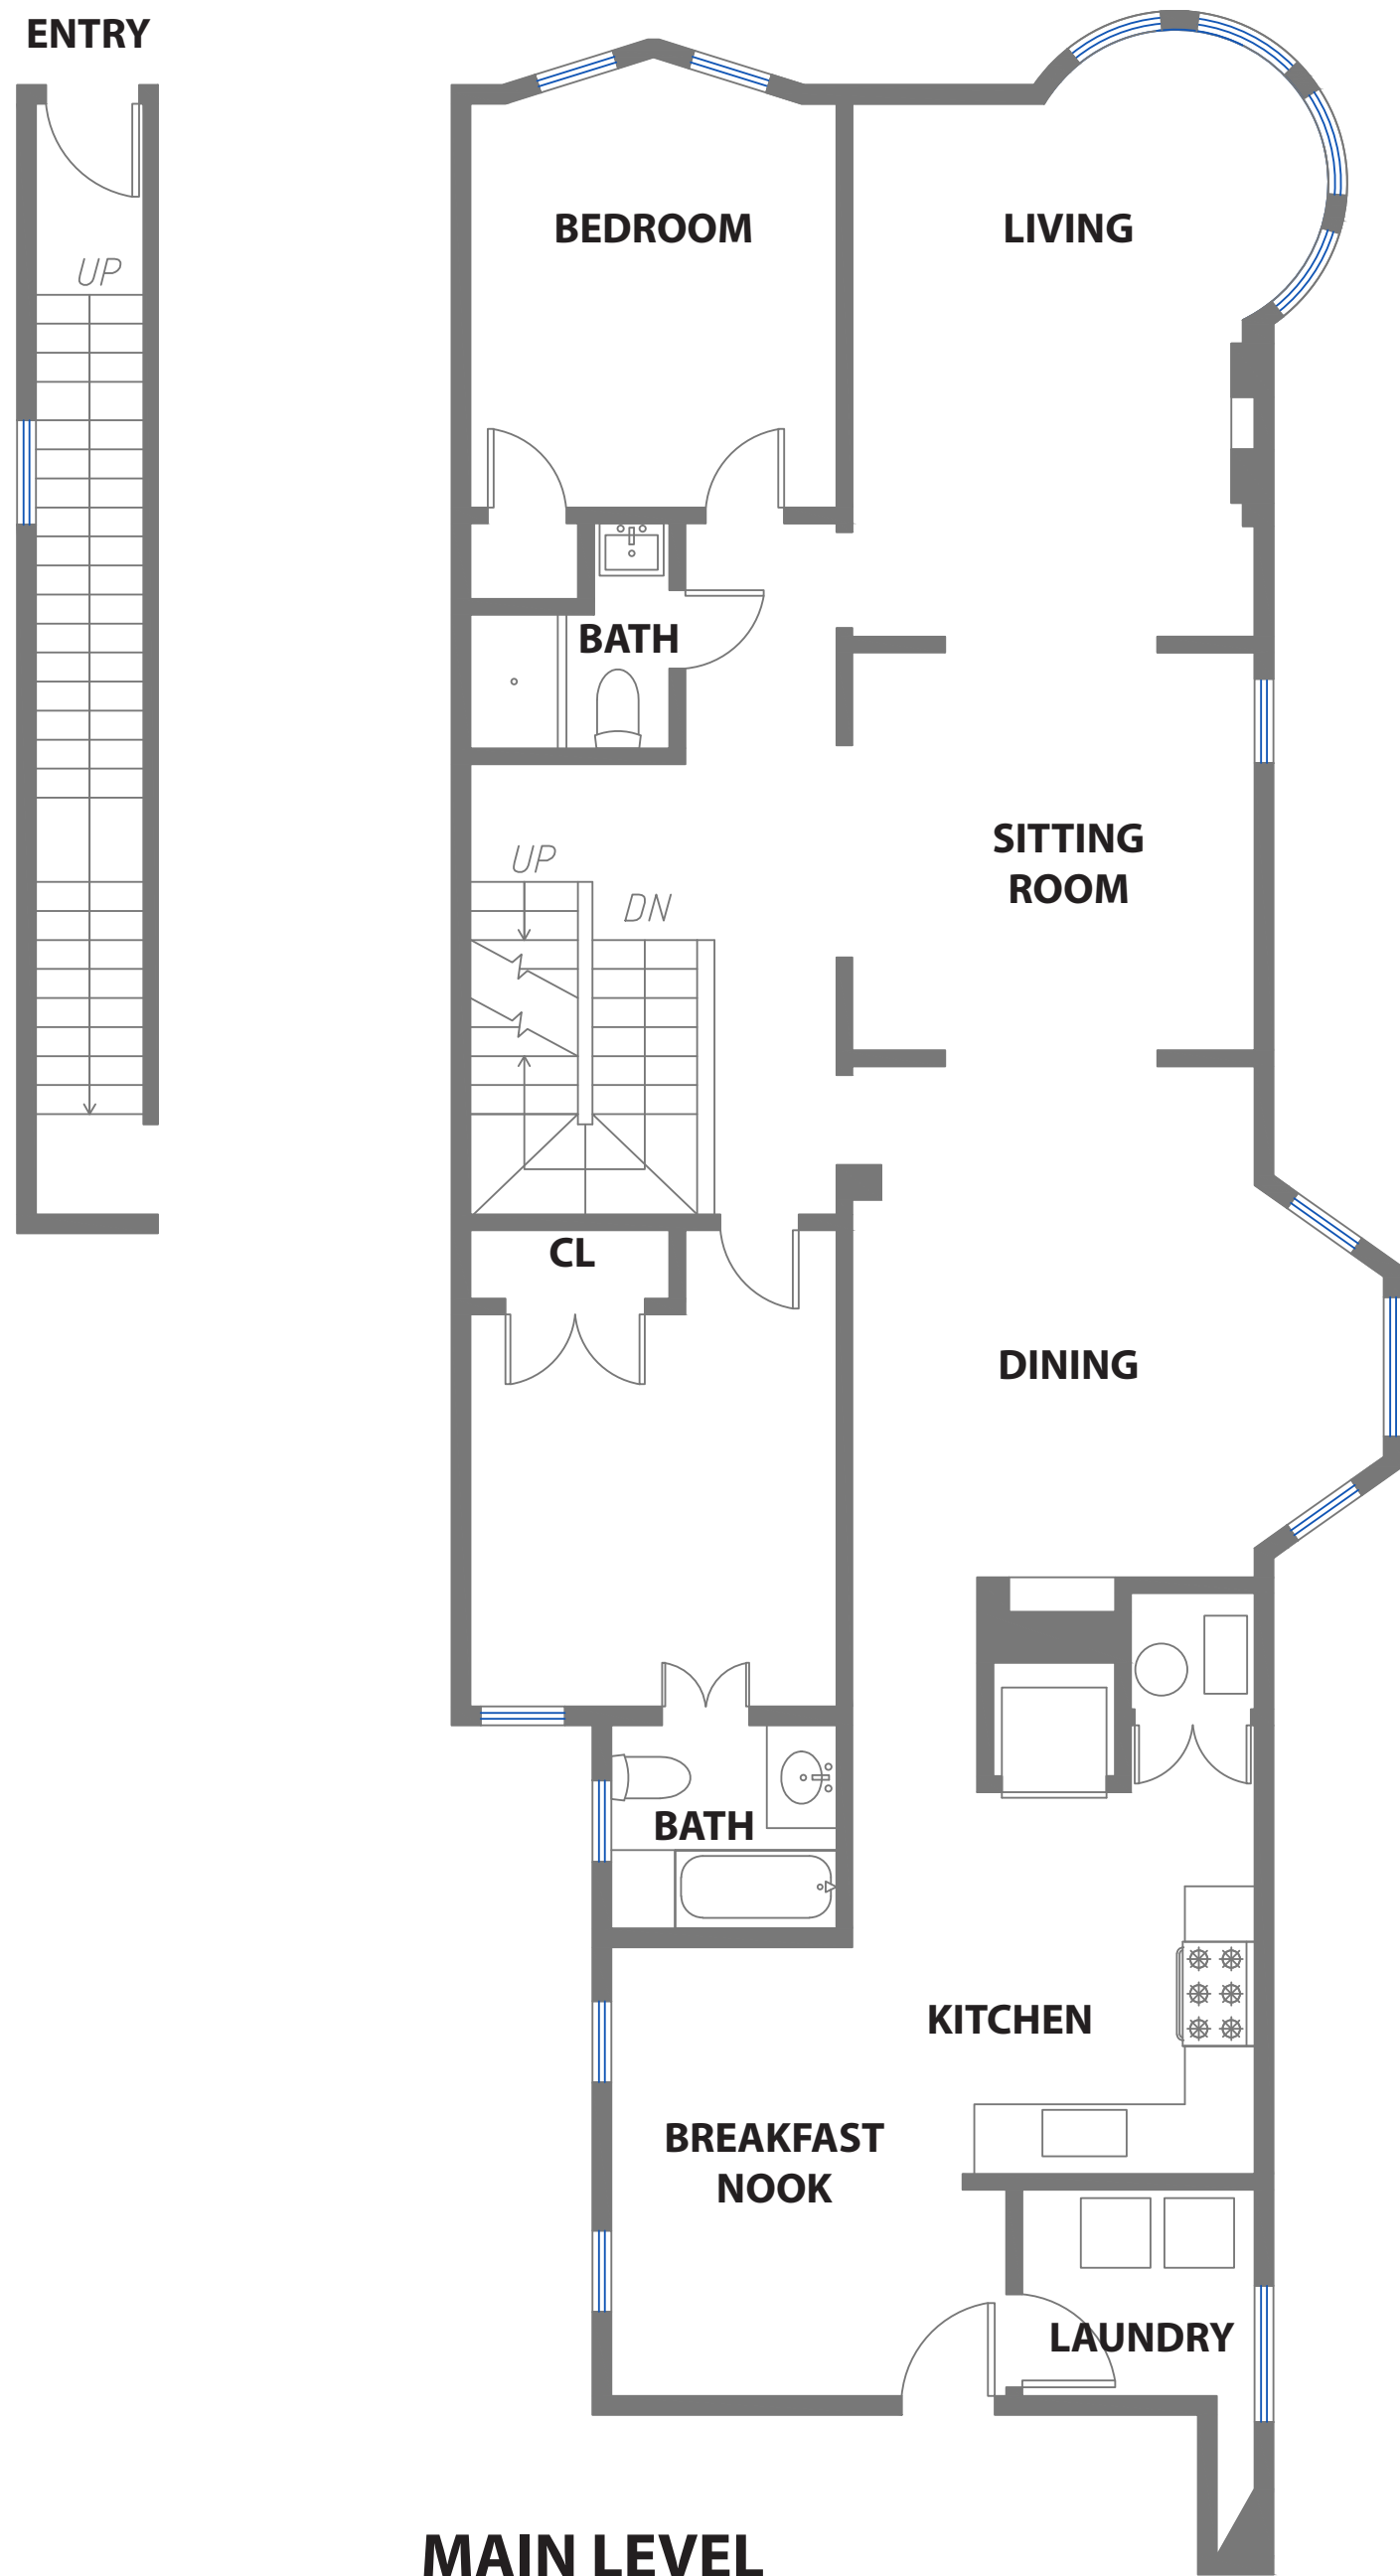 ENTRY
UP
BEDROOM
LIVING
BATH
SITTING
ROOM
UP
DN
CL
DINING
BATH
KITCHEN
BREAKFAST
NOOK
LAUNDRY
MAIN LEVEL